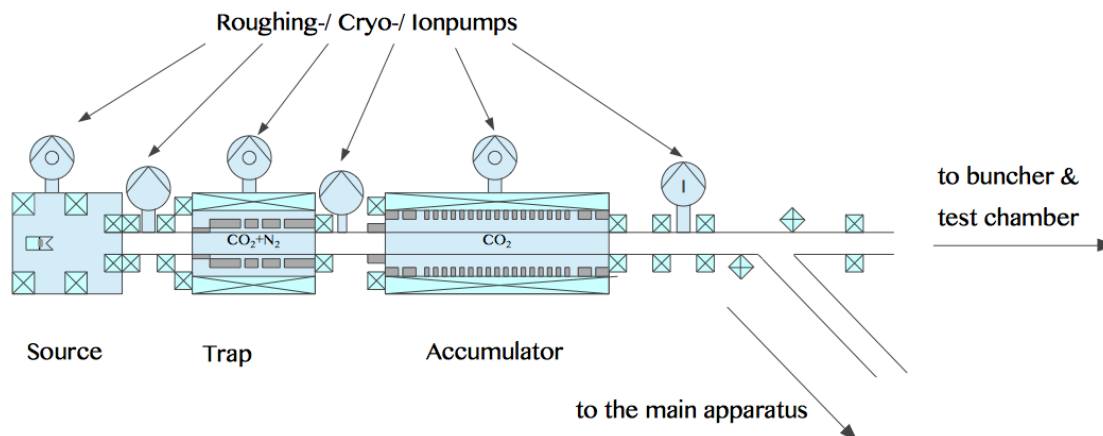 Roughing-/ Cryo-/ Ionpumps
I
to buncher &
test chamber
CO₂+N₂
CO₂
Source
Trap
Accumulator
to the main apparatus